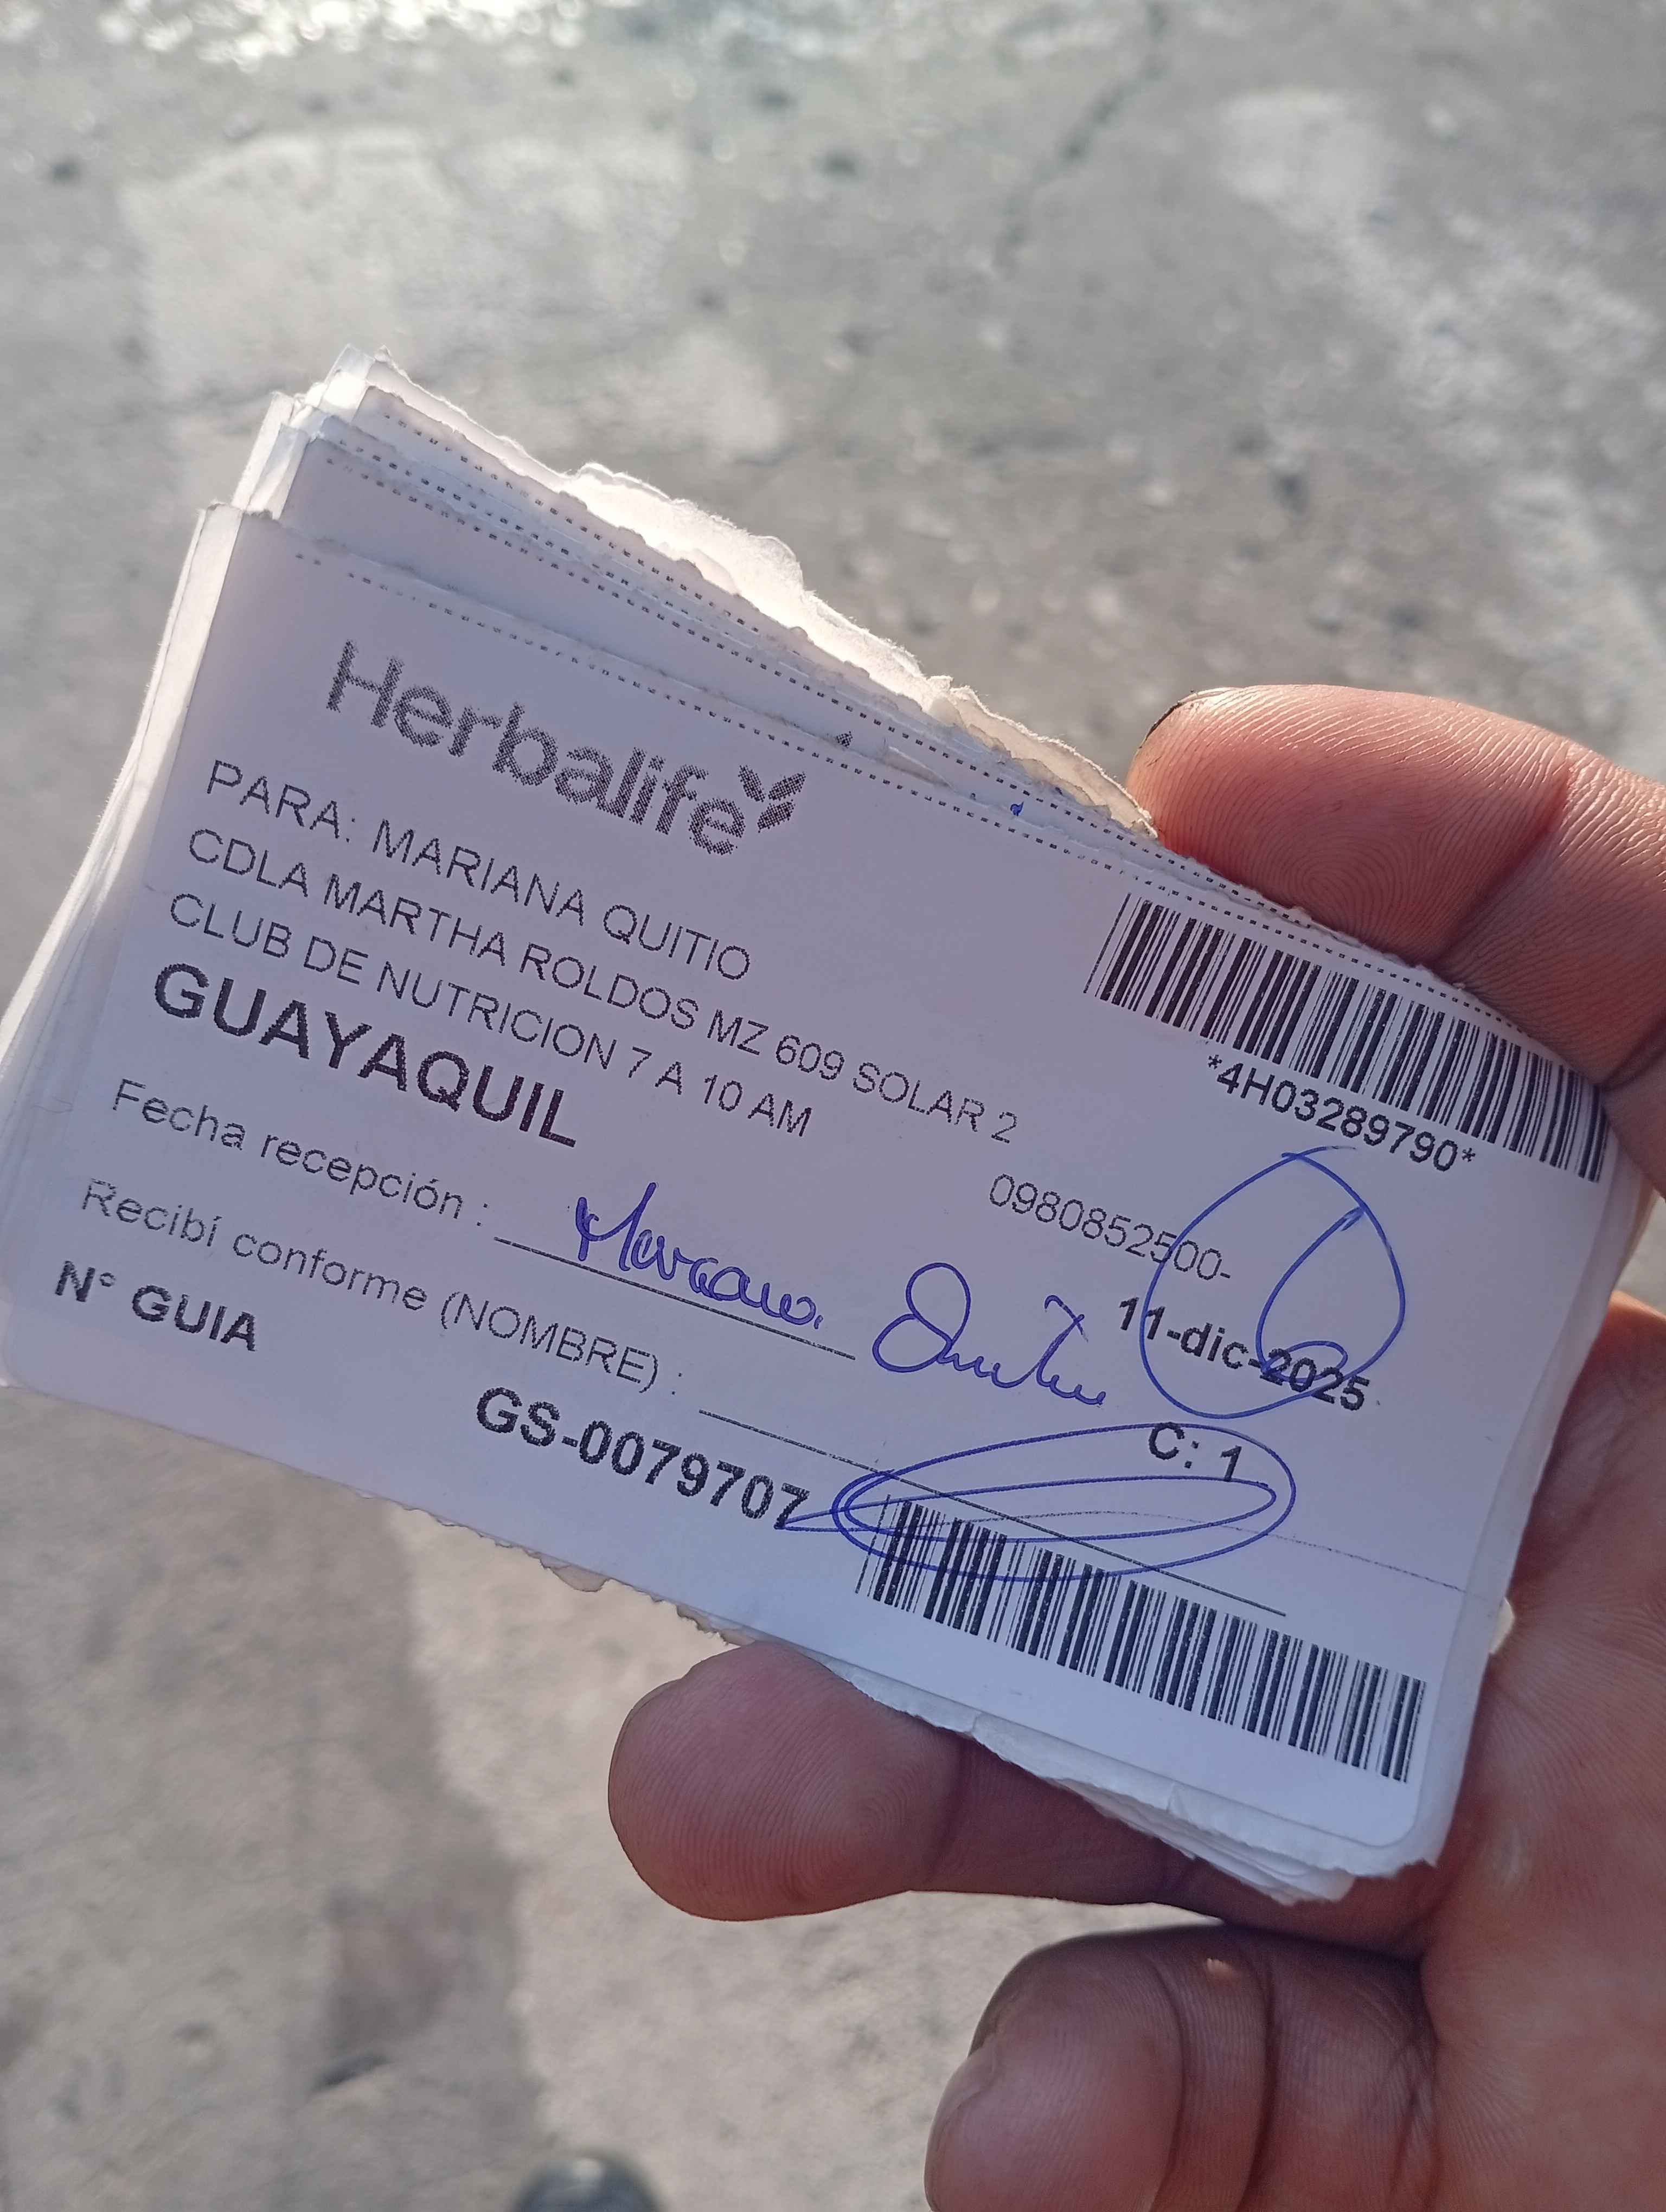 Herbalife
PARA: MARIANA QUITIO
CDLA MARTHA ROLDOS MZ 609 SOLAR 2
CLUB DE NUTRICION 7 A 10 AM
GUAYAQUIL
*4H03289790*
0980852500-
Fecha recepción :
11-dic-2025
Recibí conforme (NOMBRE) :
C: 1
N° GUIA
GS-0079707